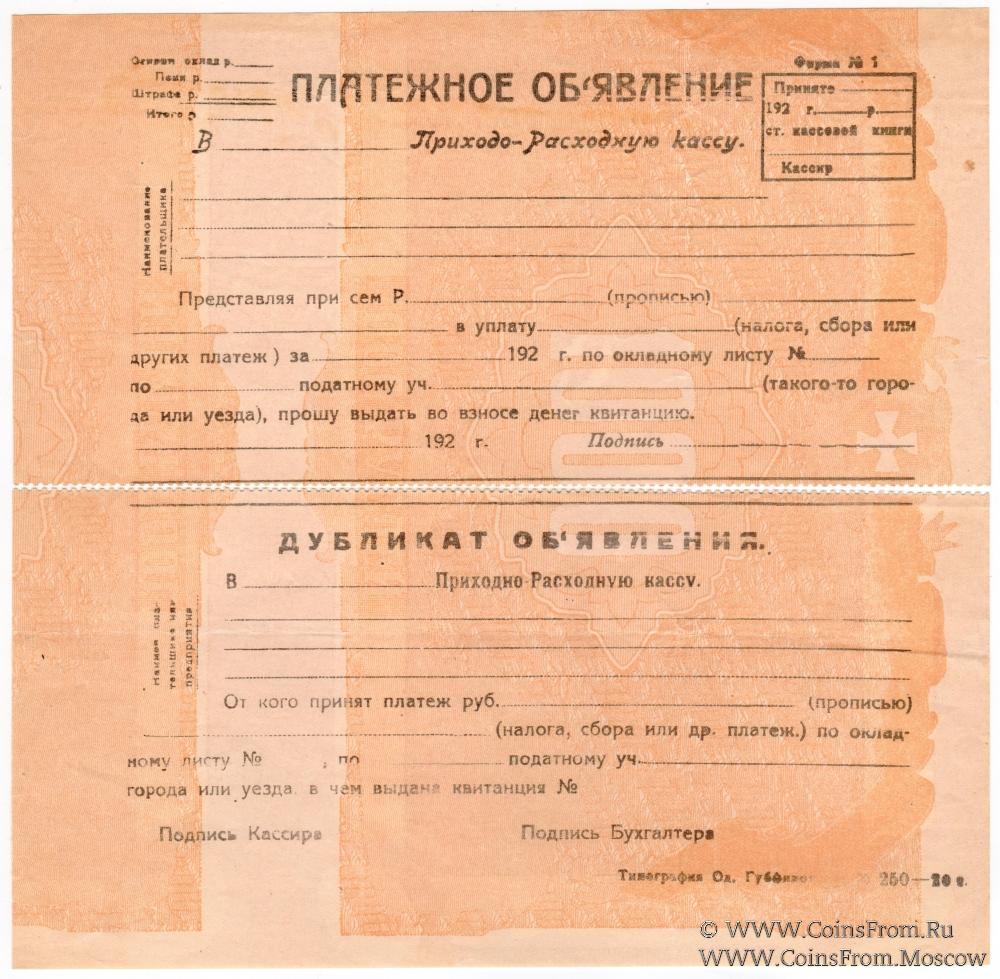 Основн оклад р.
Пени р.
Штрафа р.
Итого р
ПЛАТЕЖНОЕ ОБ‘ЯВЛЕНИЕ
Форма № 1
Принято
192 г. р.
ст. кассовой книги
Кассир
В Приходо-Расходную кассу.
Наименование
плательщика
Представляя при сем Р. (прописью)
в уплату (налога, сбора или
других платеж ) за 192 г. по окладному листу №
по податному уч. (такого-то горо-
да или уезда), прошу выдать во взносе денег квитанцию.
192 г. Подпись
ДУБЛИКАТ ОБ‘ЯВЛЕНИЯ.
В Приходно-Расходную кассу.
Наимен пла-
тельщика или
предприятия
От кого принят платеж руб. (прописью)
(налога, сбора или др. платеж.) по оклад-
ному листу № , по податному уч.
города или уезда, в чем выдана квитанция №
Подпись Кассира Подпись Бухгалтера
Типография Од. 250—20 г.
© WWW.CoinsFrom.Ru
WWW.CoinsFrom.Moscow